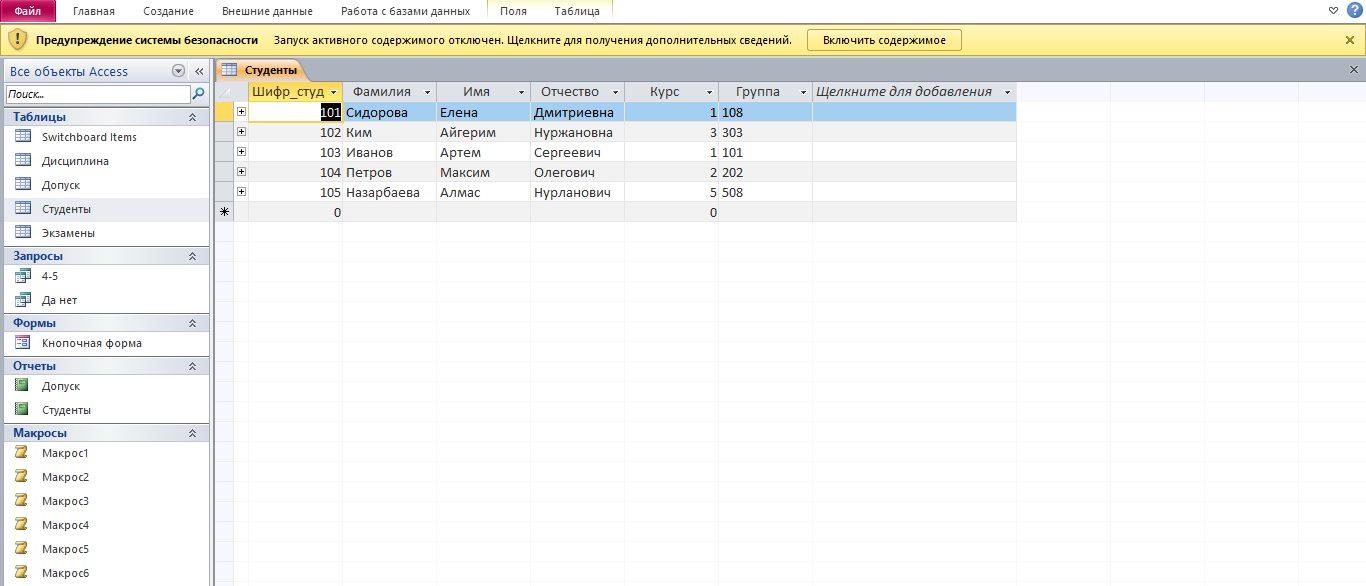 Файл Главная Создание Внешние данные Работа с базами данных Поля Таблица
Предупреждение системы безопасности Запуск активного содержимого отключен. Щелкните для получения дополнительных сведений. Включить содержимое
Все объекты Access
Поиск...
Таблицы
Switchboard Items
Дисциплина
Допуск
Студенты
Экзамены
Запросы
4-5
Да нет
Формы
Кнопочная форма
Отчеты
Допуск
Студенты
Макросы
Макрос1
Макрос2
Макрос3
Макрос4
Макрос5
Макрос6
Студенты
Шифр_студ Фамилия Имя Отчество Курс Группа Щелкните для добавления
101 Сидорова Елена Дмитриевна 1 108
102 Ким Айгерим Нуржановна 3 303
103 Иванов Артем Сергеевич 1 101
104 Петров Максим Олегович 2 202
105 Назарбаева Алмас Нурланович 5 508
0 0